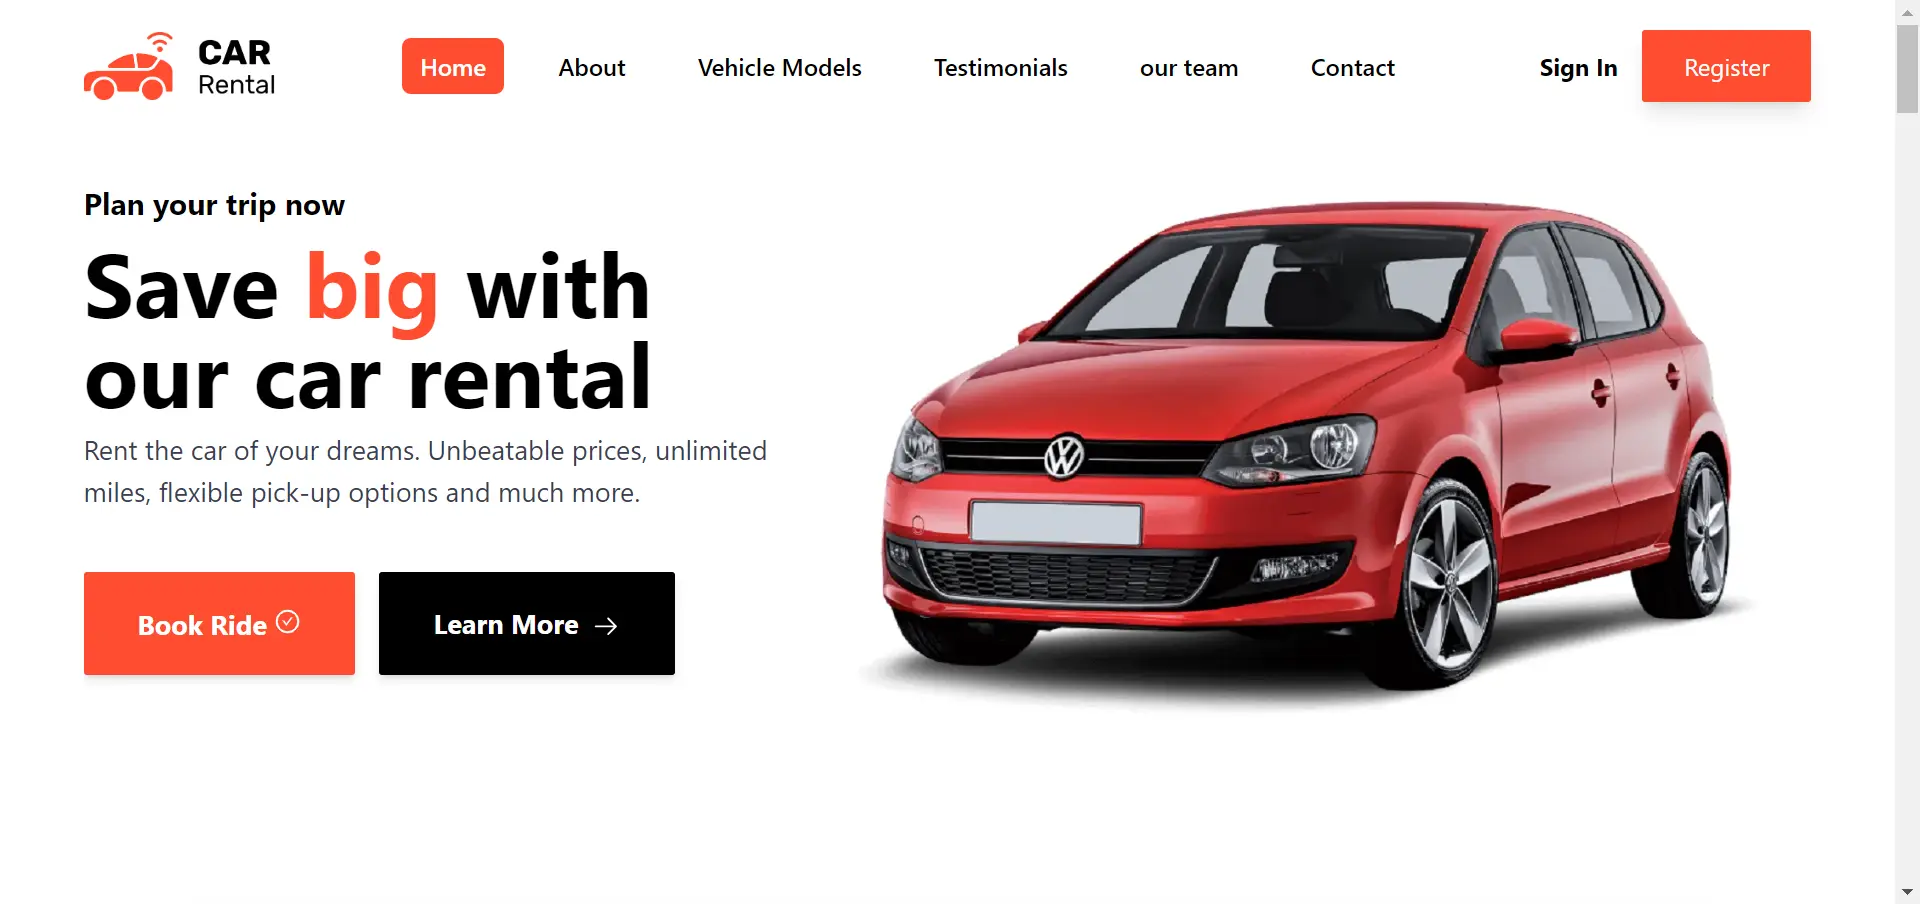 CAR
Rental
Home
About
Vehicle Models
Testimonials
our team
Contact
Sign In
Register
Plan your trip now
Save big with
our car rental
Rent the car of your dreams. Unbeatable prices, unlimited
miles, flexible pick-up options and much more.
Book Ride
Learn More